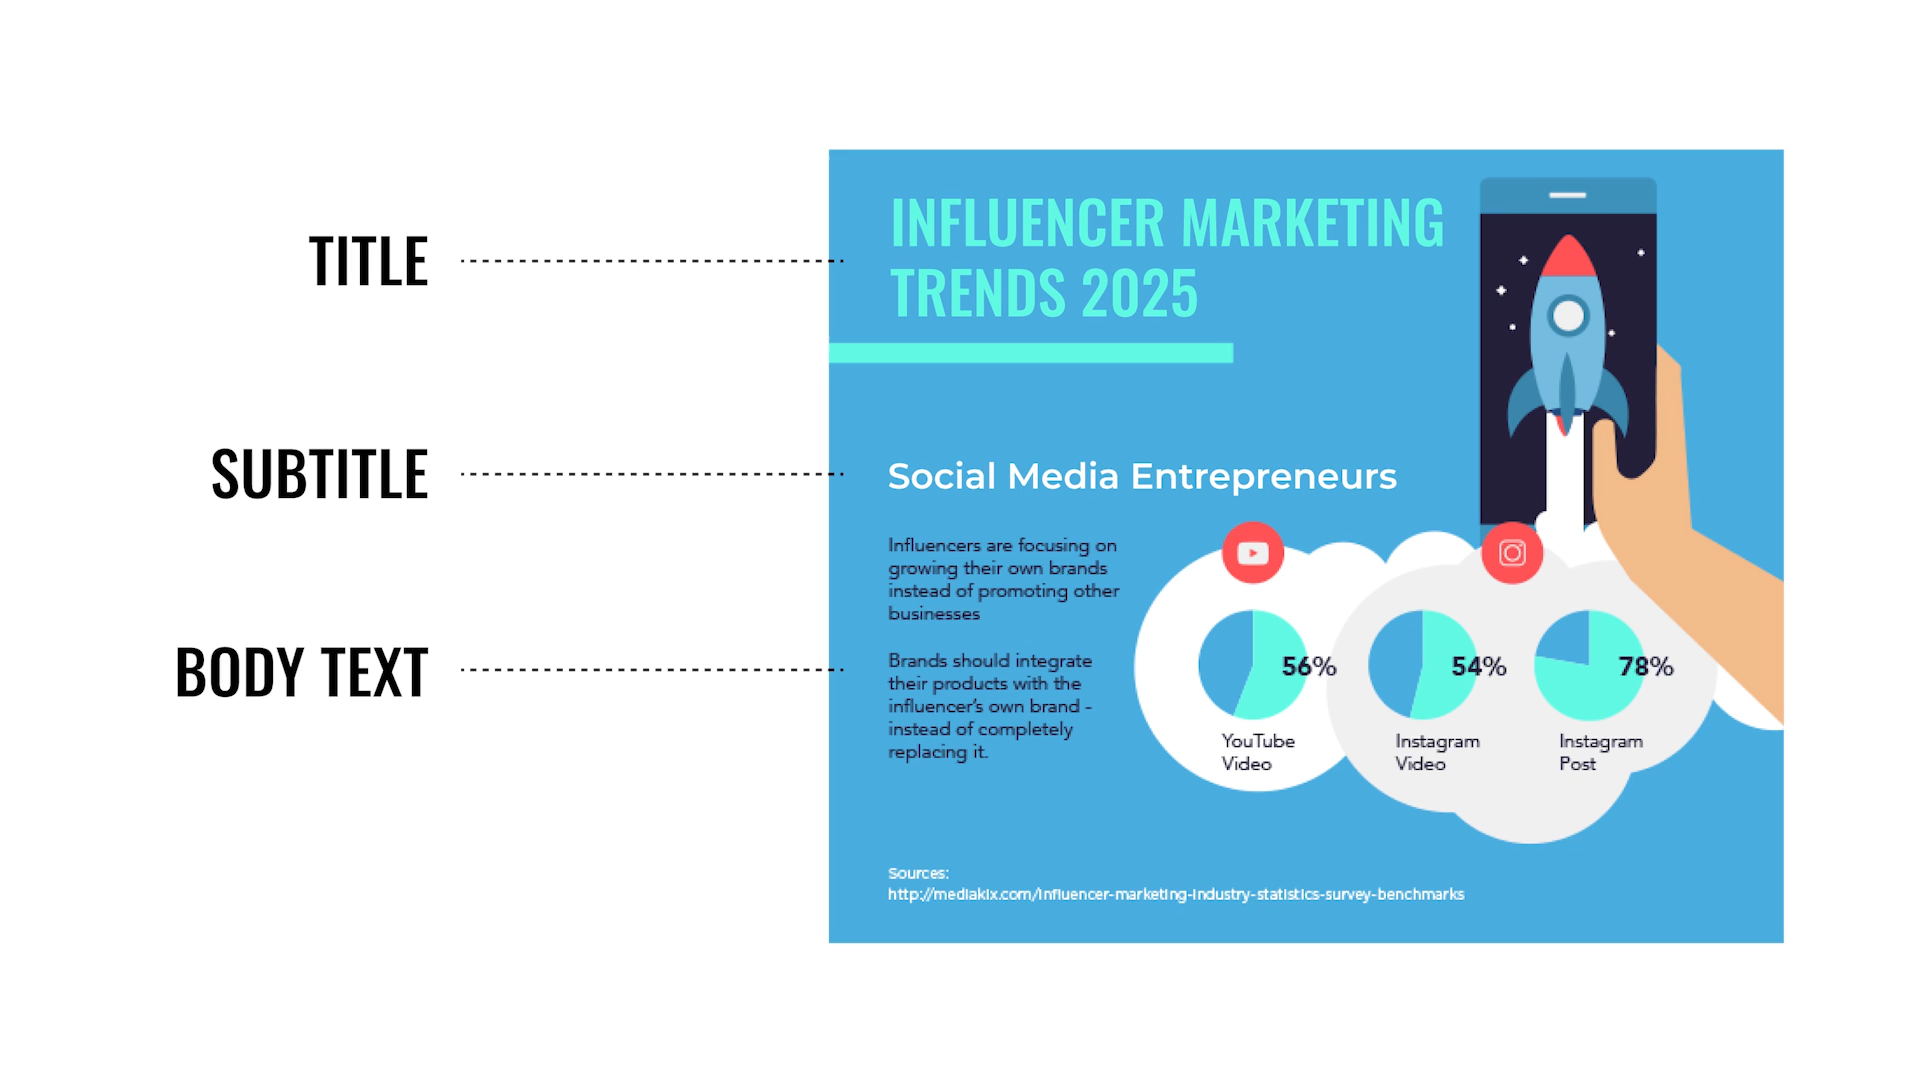 TITLE
SUBTITLE
BODY TEXT
INFLUENCER MARKETING
TRENDS 2025
Social Media Entrepreneurs
Influencers are focusing on
growing their own brands
instead of promoting other
businesses
Brands should integrate
their products with the
influencer's own brand -
instead of completely
replacing it.
56%
YouTube
Video
54%
Instagram
Video
78%
Instagram
Post
Sources:
http://mediakix.com/influencer-marketing-industry-statistics-survey-benchmarks